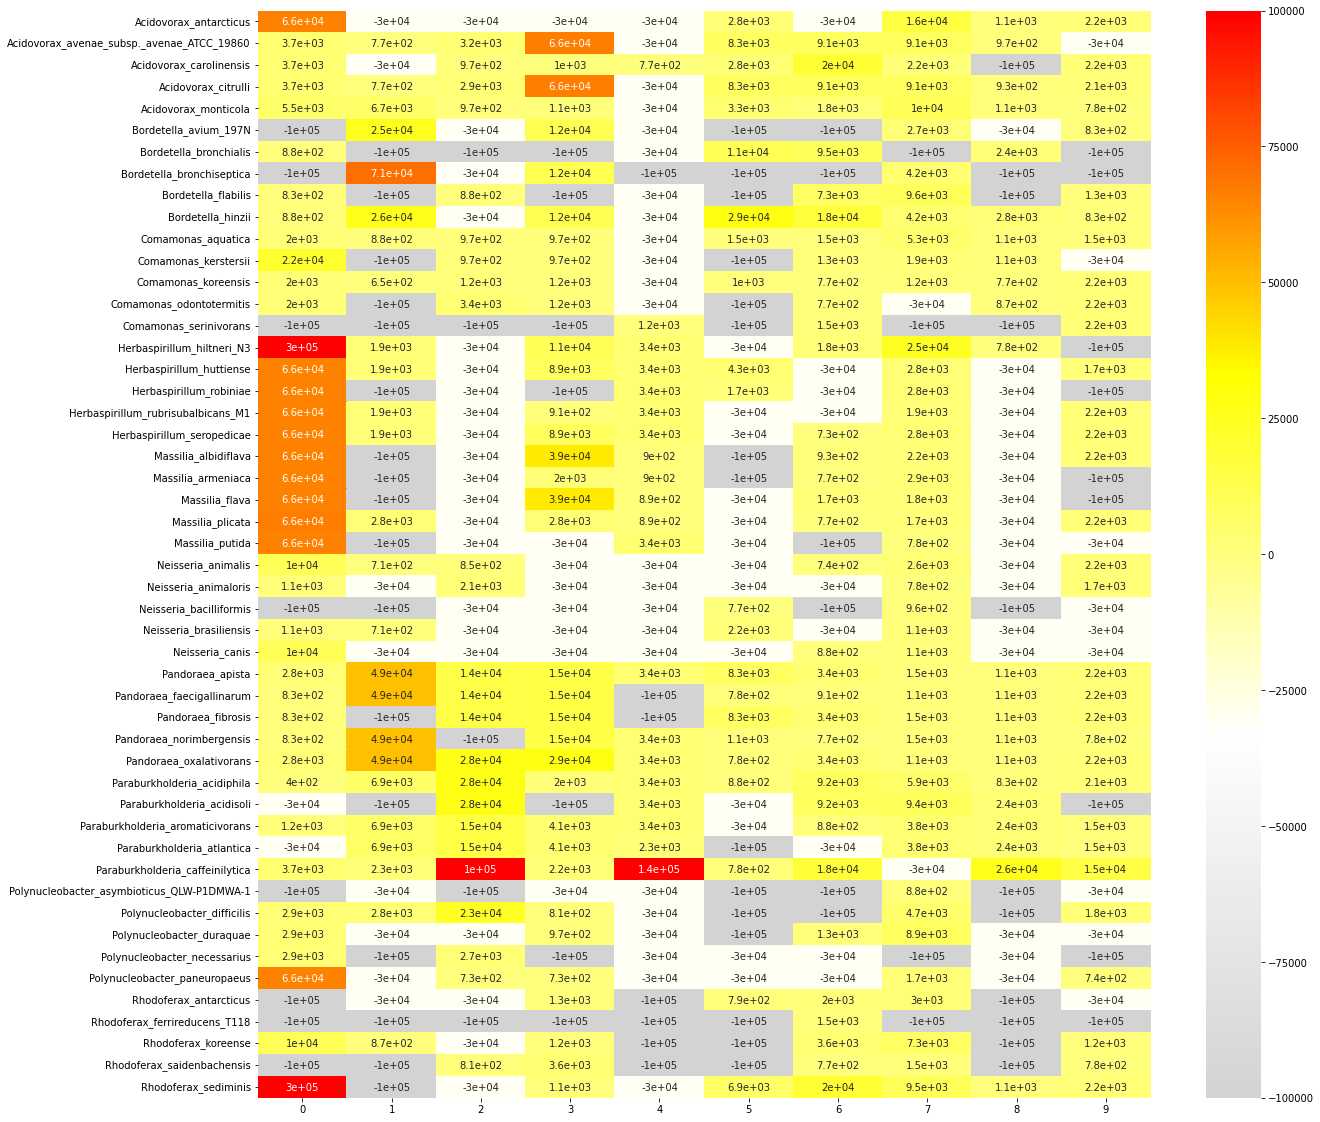 Acidovorax_antarcticus 6.6e+04 -3e+04 -3e+04 -3e+04 -3e+04 2.8e+03 -3e+04 1.6e+04 1.1e+03 2.2e+03
Acidovorax_avenae_subsp._avenae_ATCC_19860 3.7e+03 7.7e+02 3.2e+03 6.6e+04 -3e+04 8.3e+03 9.1e+03 9.1e+03 9.7e+02 -3e+04
Acidovorax_carolinensis 3.7e+03 -3e+04 9.7e+02 1e+03 7.7e+02 2.8e+03 2e+04 2.2e+03 -1e+05 2.2e+03
Acidovorax_citrulli 3.7e+03 7.7e+02 2.9e+03 6.6e+04 -3e+04 8.3e+03 9.1e+03 9.1e+03 9.3e+02 2.1e+03
Acidovorax_monticola 5.5e+03 6.7e+03 9.7e+02 1.1e+03 -3e+04 3.3e+03 1.8e+03 1e+04 1.1e+03 7.8e+02
Bordetella_avium_197N -1e+05 2.5e+04 -3e+04 1.2e+04 -3e+04 -1e+05 -1e+05 2.7e+03 -3e+04 8.3e+02
Bordetella_bronchialis 8.8e+02 -1e+05 -1e+05 -1e+05 -3e+04 1.1e+04 9.5e+03 -1e+05 2.4e+03 -1e+05
Bordetella_bronchiseptica -1e+05 7.1e+04 -3e+04 1.2e+04 -1e+05 -1e+05 -1e+05 4.2e+03 -1e+05 -1e+05
Bordetella_flabilis 8.3e+02 -1e+05 8.8e+02 -1e+05 -3e+04 -1e+05 7.3e+03 9.6e+03 -1e+05 1.3e+03
Bordetella_hinzii 8.8e+02 2.6e+04 -3e+04 1.2e+04 -3e+04 2.9e+04 1.8e+04 4.2e+03 2.8e+03 8.3e+02
Comamonas_aquatica 2e+03 8.8e+02 9.7e+02 9.7e+02 -3e+04 1.5e+03 1.5e+03 5.3e+03 1.1e+03 1.5e+03
Comamonas_kerstersii 2.2e+04 -1e+05 9.7e+02 9.7e+02 -3e+04 -1e+05 1.3e+03 1.9e+03 1.1e+03 -3e+04
Comamonas_koreensis 2e+03 6.5e+02 1.2e+03 1.2e+03 -3e+04 1e+03 7.7e+02 1.2e+03 7.7e+02 2.2e+03
Comamonas_odontotermitis 2e+03 -1e+05 3.4e+03 1.2e+03 -3e+04 -1e+05 7.7e+02 -3e+04 8.7e+02 2.2e+03
Comamonas_serinivorans -1e+05 -1e+05 -1e+05 -1e+05 1.2e+03 -1e+05 1.5e+03 -1e+05 -1e+05 2.2e+03
Herbaspirillum_hiltneri_N3 3e+05 1.9e+03 -3e+04 1.1e+04 3.4e+03 -3e+04 1.8e+03 2.5e+04 7.8e+02 -1e+05
Herbaspirillum_huttiense 6.6e+04 1.9e+03 -3e+04 8.9e+03 3.4e+03 4.3e+03 -3e+04 2.8e+03 -3e+04 1.7e+03
Herbaspirillum_robiniae 6.6e+04 -1e+05 -3e+04 -1e+05 3.4e+03 1.7e+03 -3e+04 2.8e+03 -3e+04 -1e+05
Herbaspirillum_rubrisubalbicans_M1 6.6e+04 1.9e+03 -3e+04 9.1e+02 3.4e+03 -3e+04 -3e+04 1.9e+03 -3e+04 2.2e+03
Herbaspirillum_seropedicae 6.6e+04 1.9e+03 -3e+04 8.9e+03 3.4e+03 -3e+04 7.3e+02 2.8e+03 -3e+04 2.2e+03
Massilia_albidiflava 6.6e+04 -1e+05 -3e+04 3.9e+04 9e+02 -1e+05 9.3e+02 2.2e+03 -3e+04 2.2e+03
Massilia_armeniaca 6.6e+04 -1e+05 -3e+04 2e+03 9e+02 -1e+05 7.7e+02 2.9e+03 -3e+04 -1e+05
Massilia_flava 6.6e+04 -1e+05 -3e+04 3.9e+04 8.9e+02 -3e+04 1.7e+03 1.8e+03 -3e+04 -1e+05
Massilia_plicata 6.6e+04 2.8e+03 -3e+04 2.8e+03 8.9e+02 -3e+04 7.7e+02 1.7e+03 -3e+04 2.2e+03
Massilia_putida 6.6e+04 -1e+05 -3e+04 -3e+04 3.4e+03 -3e+04 -1e+05 7.8e+02 -3e+04 -3e+04
Neisseria_animalis 1e+04 7.1e+02 8.5e+02 -3e+04 -3e+04 -3e+04 7.4e+02 2.6e+03 -3e+04 2.2e+03
Neisseria_animaloris 1.1e+03 -3e+04 2.1e+03 -3e+04 -3e+04 -3e+04 -3e+04 7.8e+02 -3e+04 1.7e+03
Neisseria_bacilliformis -1e+05 -1e+05 -3e+04 -3e+04 -3e+04 7.7e+02 -1e+05 9.6e+02 -1e+05 -3e+04
Neisseria_brasiliensis 1.1e+03 7.1e+02 -3e+04 -3e+04 -3e+04 2.2e+03 -3e+04 1.1e+03 -3e+04 -3e+04
Neisseria_canis 1e+04 -3e+04 -3e+04 -3e+04 -3e+04 -3e+04 8.8e+02 1.1e+03 -3e+04 -3e+04
Pandoraea_apista 2.8e+03 4.9e+04 1.4e+04 1.5e+04 3.4e+03 8.3e+03 3.4e+03 1.5e+03 1.1e+03 2.2e+03
Pandoraea_faecigallinarum 8.3e+02 4.9e+04 1.4e+04 1.5e+04 -1e+05 7.8e+02 9.1e+02 1.1e+03 1.1e+03 2.2e+03
Pandoraea_fibrosis 8.3e+02 -1e+05 1.4e+04 1.5e+04 -1e+05 8.3e+03 3.4e+03 1.5e+03 1.1e+03 2.2e+03
Pandoraea_norimbergensis 8.3e+02 4.9e+04 -1e+05 1.5e+04 3.4e+03 1.1e+03 7.7e+02 1.5e+03 1.1e+03 7.8e+02
Pandoraea_oxalativorans 2.8e+03 4.9e+04 2.8e+04 2.9e+04 3.4e+03 7.8e+02 3.4e+03 1.1e+03 1.1e+03 2.2e+03
Paraburkholderia_acidiphila 4e+02 6.9e+03 2.8e+04 2e+03 3.4e+03 8.8e+02 9.2e+03 5.9e+03 8.3e+02 2.1e+03
Paraburkholderia_acidisoli -3e+04 -1e+05 2.8e+04 -1e+05 3.4e+03 -3e+04 9.2e+03 9.4e+03 2.4e+03 -1e+05
Paraburkholderia_aromaticivorans 1.2e+03 6.9e+03 1.5e+04 4.1e+03 3.4e+03 -3e+04 8.8e+02 3.8e+03 2.4e+03 1.5e+03
Paraburkholderia_atlantica -3e+04 6.9e+03 1.5e+04 4.1e+03 2.3e+03 -1e+05 -3e+04 3.8e+03 2.4e+03 1.5e+03
Paraburkholderia_caffeinilytica 3.7e+03 2.3e+03 1e+05 2.2e+03 1.4e+05 7.8e+02 1.8e+04 -3e+04 2.6e+04 1.5e+04
Polynucleobacter_asymbioticus_QLW-P1DMWA-1 -1e+05 -3e+04 -1e+05 -3e+04 -3e+04 -1e+05 -1e+05 8.8e+02 -1e+05 -3e+04
Polynucleobacter_difficilis 2.9e+03 2.8e+03 2.3e+04 8.1e+02 -3e+04 -1e+05 -1e+05 4.7e+03 -1e+05 1.8e+03
Polynucleobacter_duraquae 2.9e+03 -3e+04 -3e+04 9.7e+02 -3e+04 -1e+05 1.3e+03 8.9e+03 -3e+04 -3e+04
Polynucleobacter_necessarius 2.9e+03 -1e+05 2.7e+03 -1e+05 -3e+04 -3e+04 -3e+04 -1e+05 -3e+04 -1e+05
Polynucleobacter_paneuropaeus 6.6e+04 -3e+04 7.3e+02 7.3e+02 -3e+04 -3e+04 -3e+04 1.7e+03 -3e+04 7.4e+02
Rhodoferax_antarcticus -1e+05 -3e+04 -3e+04 1.3e+03 -1e+05 7.9e+02 2e+03 3e+03 -1e+05 -3e+04
Rhodoferax_ferrireducens_T118 -1e+05 -1e+05 -1e+05 -1e+05 -1e+05 -1e+05 1.5e+03 -1e+05 -1e+05 -1e+05
Rhodoferax_koreense 1e+04 8.7e+02 -3e+04 1.2e+03 -1e+05 -1e+05 3.6e+03 7.3e+03 -1e+05 1.2e+03
Rhodoferax_saidenbachensis -1e+05 -1e+05 8.1e+02 3.6e+03 -1e+05 -1e+05 7.7e+02 1.5e+03 -1e+05 7.8e+02
Rhodoferax_sediminis 3e+05 -1e+05 -3e+04 1.1e+03 -3e+04 6.9e+03 2e+04 9.5e+03 1.1e+03 2.2e+03
0 1 2 3 4 5 6 7 8 9
100000
75000
50000
25000
0
−25000
−50000
−75000
−100000